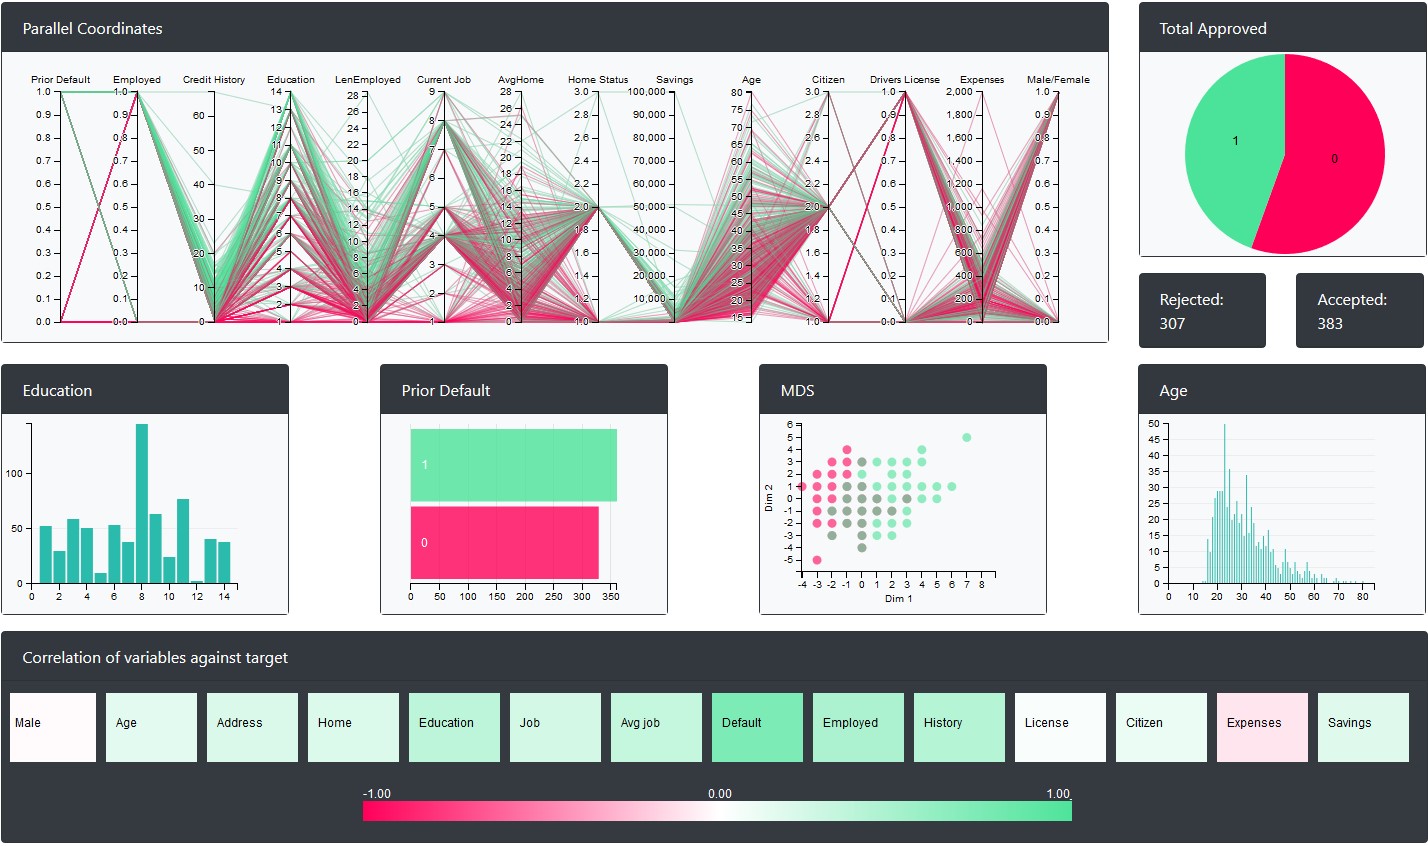 Parallel Coordinates
Prior Default Employed Credit History Education LenEmployed Current Job AvgHome Home Status Savings Age Citizen Drivers License Expenses Male/Female
1.0 0.9 0.8 0.7 0.6 0.5 0.4 0.3 0.2 0.1 0.0
1.0 0.9 0.8 0.7 0.6 0.5 0.4 0.3 0.2 0.1 0.0
60 50 40 30 20 10 0
14 13 11 10 9 8 7 6 5 4 3 2 1
28 26 24 22 20 18 16 14 12 10 8 6 4 2 0
9 8 7 6 5 4 3 2 1
28 26 24 22 20 18 16 14 12 10 8 6 4 2 0
3.0 2.8 2.6 2.4 2.2 2.0 1.8 1.6 1.4 1.2 1.0
100,000 90,000 80,000 70,000 60,000 50,000 40,000 30,000 20,000 10,000 0
80 75 70 65 60 55 50 45 40 35 30 25 20 15
3.0 2.8 2.6 2.4 2.2 2.0 1.8 1.6 1.4 1.2 1.0
1.0 0.9 0.8 0.7 0.6 0.5 0.4 0.3 0.2 0.1 0.0
2,000 1,800 1,600 1,400 1,200 1,000 800 600 400 200 0
1.0 0.9 0.8 0.7 0.6 0.5 0.4 0.3 0.2 0.1 0.0
Total Approved
1
0
Rejected:
307
Accepted:
383
Education
100
50
0
0 2 4 6 8 10 12 14
Prior Default
1
0
0 50 100 150 200 250 300 350
MDS
6
5
4
3
2
1
0
-1
-2
-3
-4
-5
Dim 2
-4 -3 -2 -1 0 1 2 3 4 5 6 7 8
Dim 1
Age
50
45
40
35
30
25
20
15
10
5
0
0 10 20 30 40 50 60 70 80
Correlation of variables against target
Male Age Address Home Education Job Avg job Default Employed History License Citizen Expenses Savings
-1.00 0.00 1.00